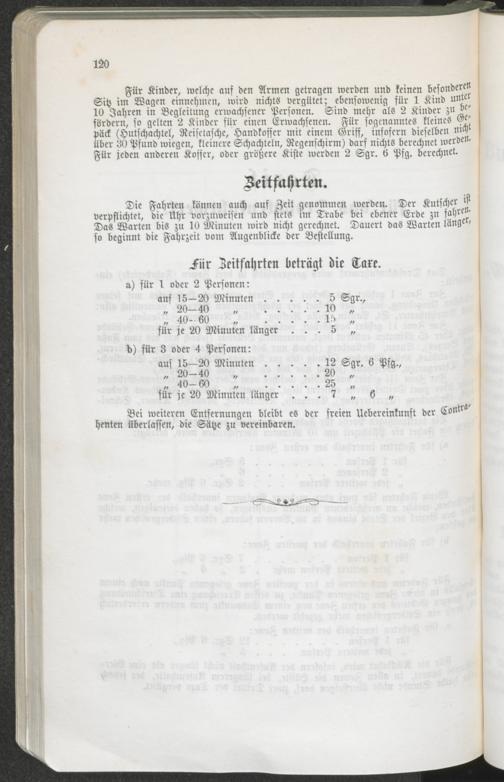 120
Für Kinder, welche auf den Armen getragen werden und keinen besonderen
Sitz im Wagen einnehmen, wird nichts vergütet; ebensowenig für 1 Kind unter
10 Jahren in Begleitung erwachsener Personen. Sind mehr als 2 Kinder zu be-
fördern, so gelten 2 Kinder für einen Erwachsenen. Für sogenanntes kleines Ge-
päck (Hutschachtel, Reisetasche, Handkoffer mit einem Griff, insofern dieselben nicht
über 30 Pfund wiegen, kleinere Schachteln, Regenschirm) darf nichts berechnet werden.
Für jeden anderen Koffer, oder größere Kiste werden 2 Sgr. 6 Pfg. berechnet.
Zeitfahrten.
Die Fahrten können auch auf Zeit genommen werden. Der Kutscher ist
verpflichtet, die Uhr vorzuweisen und stets im Trabe bei ebener Erde zu fahren.
Das Warten bis zu 10 Minuten wird nicht gerechnet. Dauert das Warten länger,
so beginnt die Fahrzeit vom Augenblicke der Bestellung.
Für Zeitfahrten beträgt die Taxe.
a) für 1 oder 2 Personen:
auf 15—20 Minuten . . . . . 5 Sgr.,
„ 20—40 „ . . . . . 10 „
„ 40—60 „ . . . . . 15 „
für je 20 Minuten länger . . . 5 „
b) für 3 oder 4 Personen:
auf 15—20 Minuten . . . . . 12 Sgr. 6 Pfg.,
„ 20—40 „ . . . . . 20 „
„ 40—60 „ . . . . . 25 „
für je 20 Minuten länger . . . 7 „ 6 „
Bei weiteren Entfernungen bleibt es der freien Uebereinkunft der Contra-
henten überlassen, die Sätze zu vereinbaren.